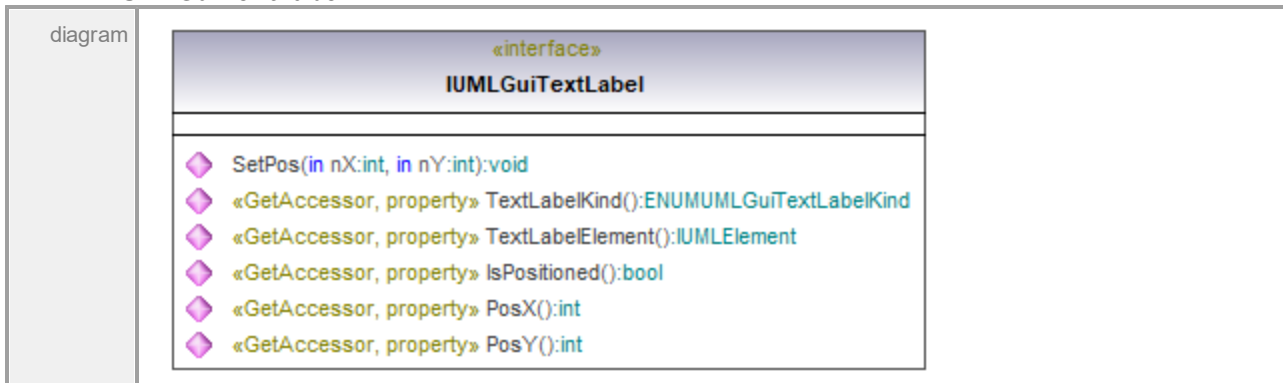 diagram
«interface»
IUMLGuiTextLabel
SetPos(in nX:int, in nY:int):void
«GetAccessor, property» TextLabelKind():ENUMUMLGuiTextLabelKind
«GetAccessor, property» TextLabelElement():IUMLElement
«GetAccessor, property» IsPositioned():bool
«GetAccessor, property» PosX():int
«GetAccessor, property» PosY():int